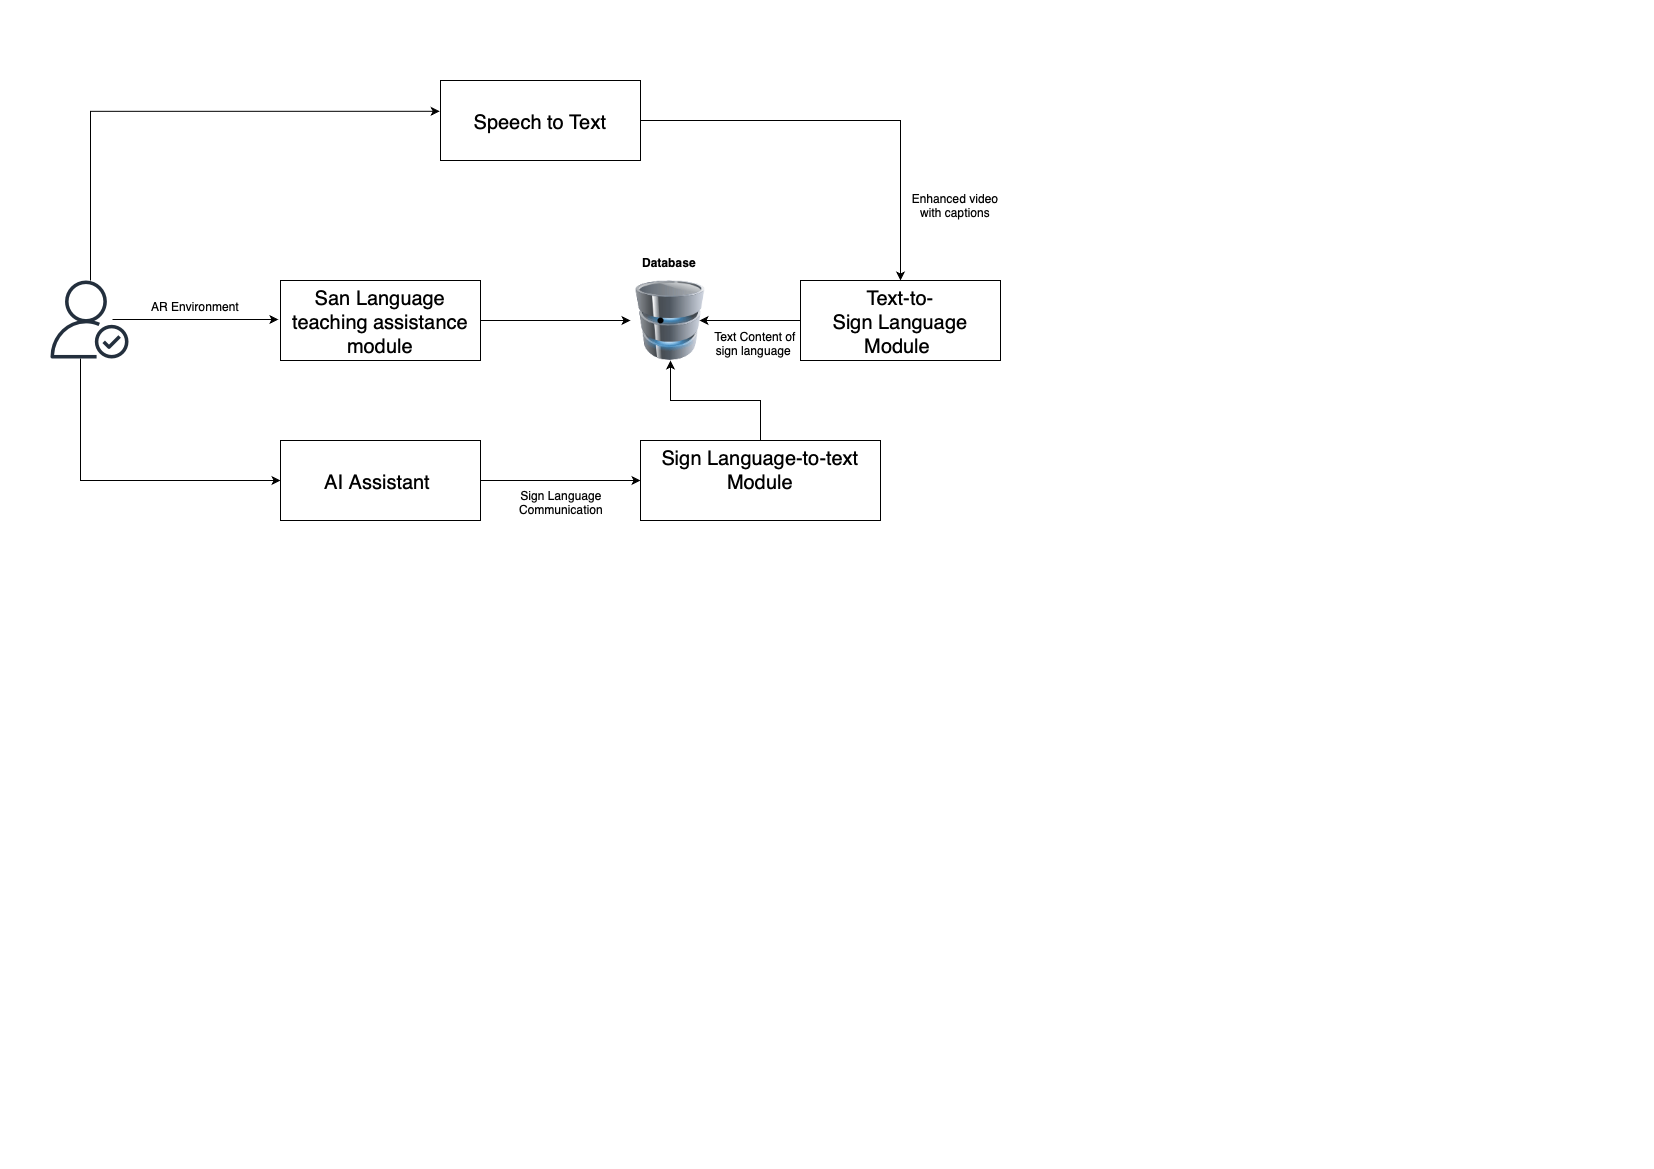 Speech to Text
Enhanced video
with captions
Database
AR Environment
San Language
teaching assistance
module
Text Content of
sign language
Text-to-
Sign Language
Module
AI Assistant
Sign Language
Communication
Sign Language-to-text
Module